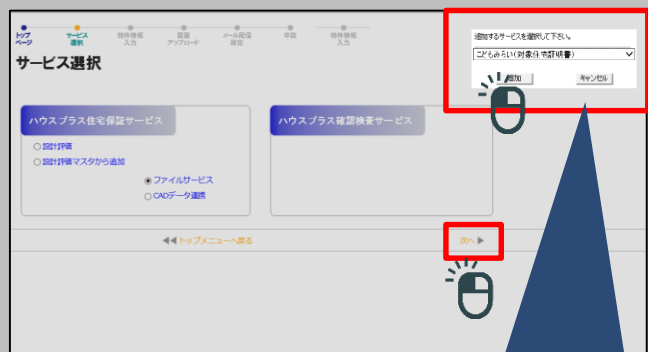 トップ
ページ
サービス
選択
物件情報
入力
図面
アップロード
メール配信
設定
申請
物件情報
入力
サービス選択
追加するサービスを選択して下さい。
こどもみらい(対象住宅証明書)
追加
キャンセル
ハウスプラス住宅保証サービス
ハウスプラス確認検査サービス
設計評価
設計評価マスタから追加
ファイルサービス
CADデータ連携
◀◀トップメニューへ戻る
次へ▶